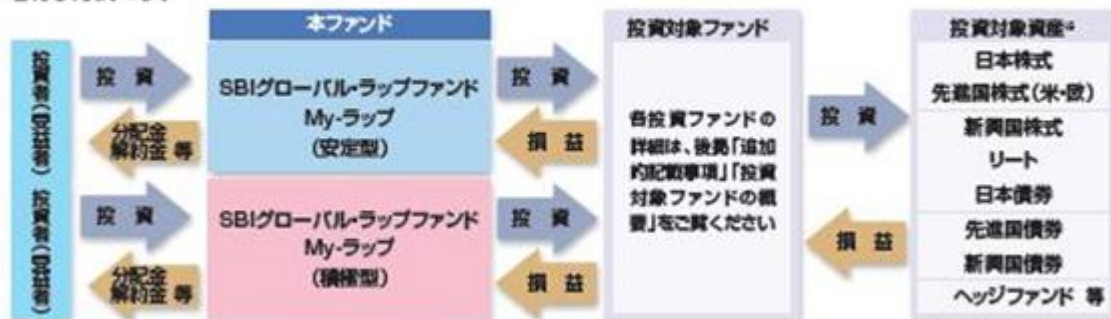 本ファンド
投資対象ファンド
投資対象資産
投資者(受益者)
投資者(受益者)
投資
分配金
解約金 等
投資
分配金
解約金 等
SBIグローバル・ラップファンド
My-ラップ
(安定型)
SBIグローバル・ラップファンド
My-ラップ
(積極型)
投資
損益
投資
損益
各投資ファンドの
詳細は、後掲「追加
的記載事項」「投資
対象ファンドの概
要」をご覧ください
投資
損益
日本株式
先進国株式(米・欧)
新興国株式
リート
日本債券
先進国債券
新興国債券
ヘッジファンド 等